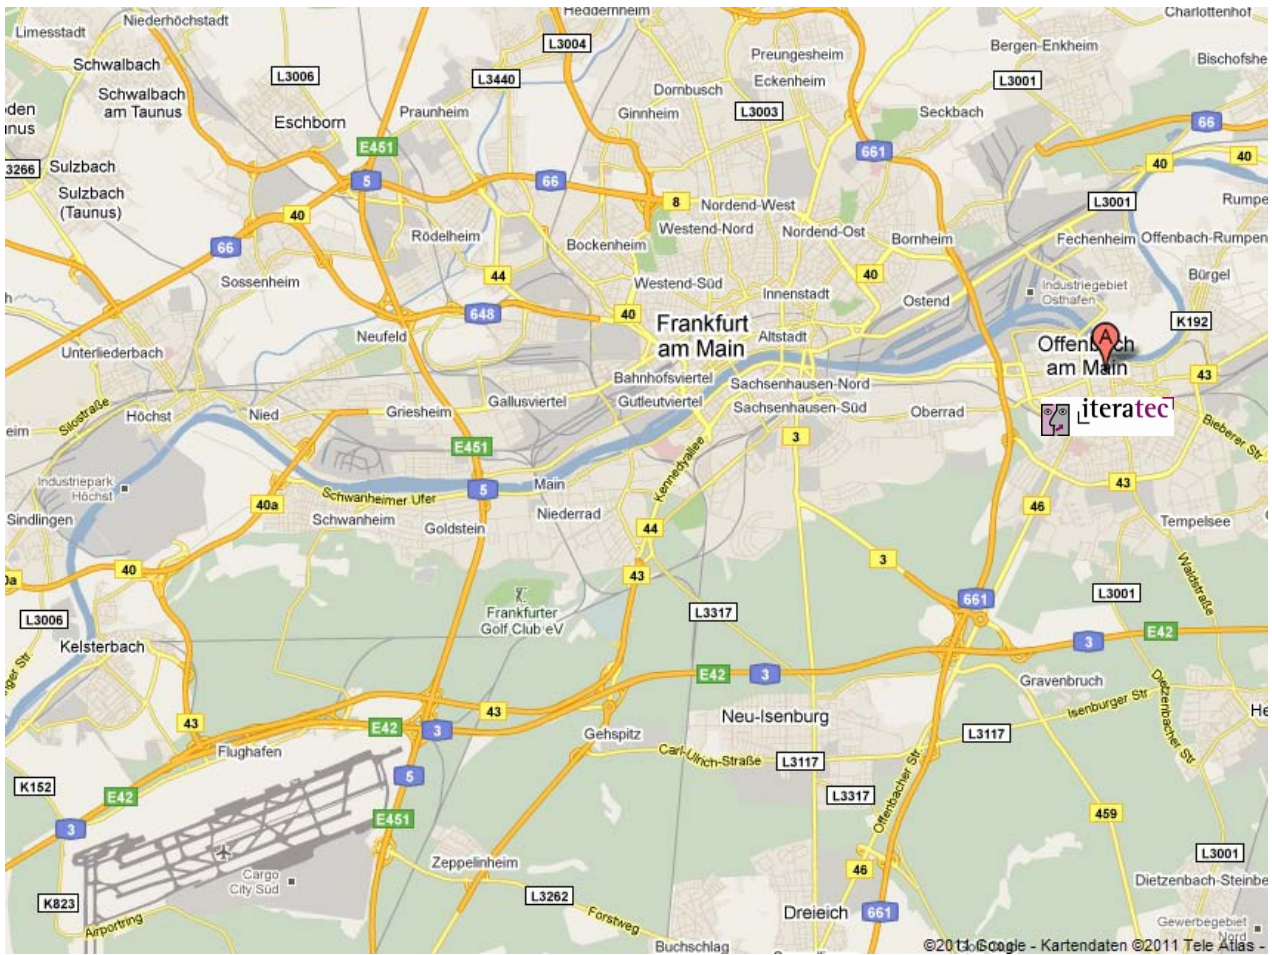 Heddernheim
Charlottenhof
Niederhöchstadt
Limesstadt
L3004
Bergen-Enkheim
Preungesheim
Schwalbach
L3006
L3440
Eckenheim
L3001
Dornbusch
Schwalbach
am Taunus
Praunheim
Ginnheim
L3003
Seckbach
Eschborn
66
E451
661
Sulzbach
3266
5
66
40
40
Sulzbach
(Taunus)
40
8
Nordend-West
L3001
Westend-Nord
Rödelheim
Bockenheim
Nordend-Ost
Bornheim
Fechenheim
66
44
40
Bürgel
Sossenheim
Westend-Süd
Innenstadt
Ostend
Industriegebiet
Osthafen
648
40
Frankfurt
am Main
K192
Neufeld
Altstadt
A
Offenbach
am Main
Unterliederbach
Bahnhofsviertel
Sachsenhausen-Nord
43
Gallusviertel
Gutleutviertel
Sachsenhausen-Süd
Silostraße
Höchst
Nied
Griesheim
Oberrad
iteratec
Bieberer Str.
3
E451
Kennedyallee
Industriepark
Höchst
5
Main
43
Schwanheimer Ufer
40a
46
Sindlingen
Schwanheim
Goldstein
Niederrad
Tempelsee
44
3
40
43
Waldstraße
L3001
661
Frankfurter
Golf Club eV
L3006
L3317
E42
Kelsterbach
3
E42
3
Gravenbruch
Dietzenbacher Str
Isenburger Str
43
43
Neu-Isenburg
E42
3
Gehspitz
L3117
Flughafen
Carl-Ulrich-Straße
L3117
5
K152
E42
L3317
Offenbacher Str.
3
E451
459
Zeppelinheim
L3001
Cargo
City Süd
46
L3262
K823
Airportring
Forstweg
Dreieich
661
Gewerbegebiet
Nord
Buchschlag
©2011 Google - Kartendaten ©2011 Tele Atlas -